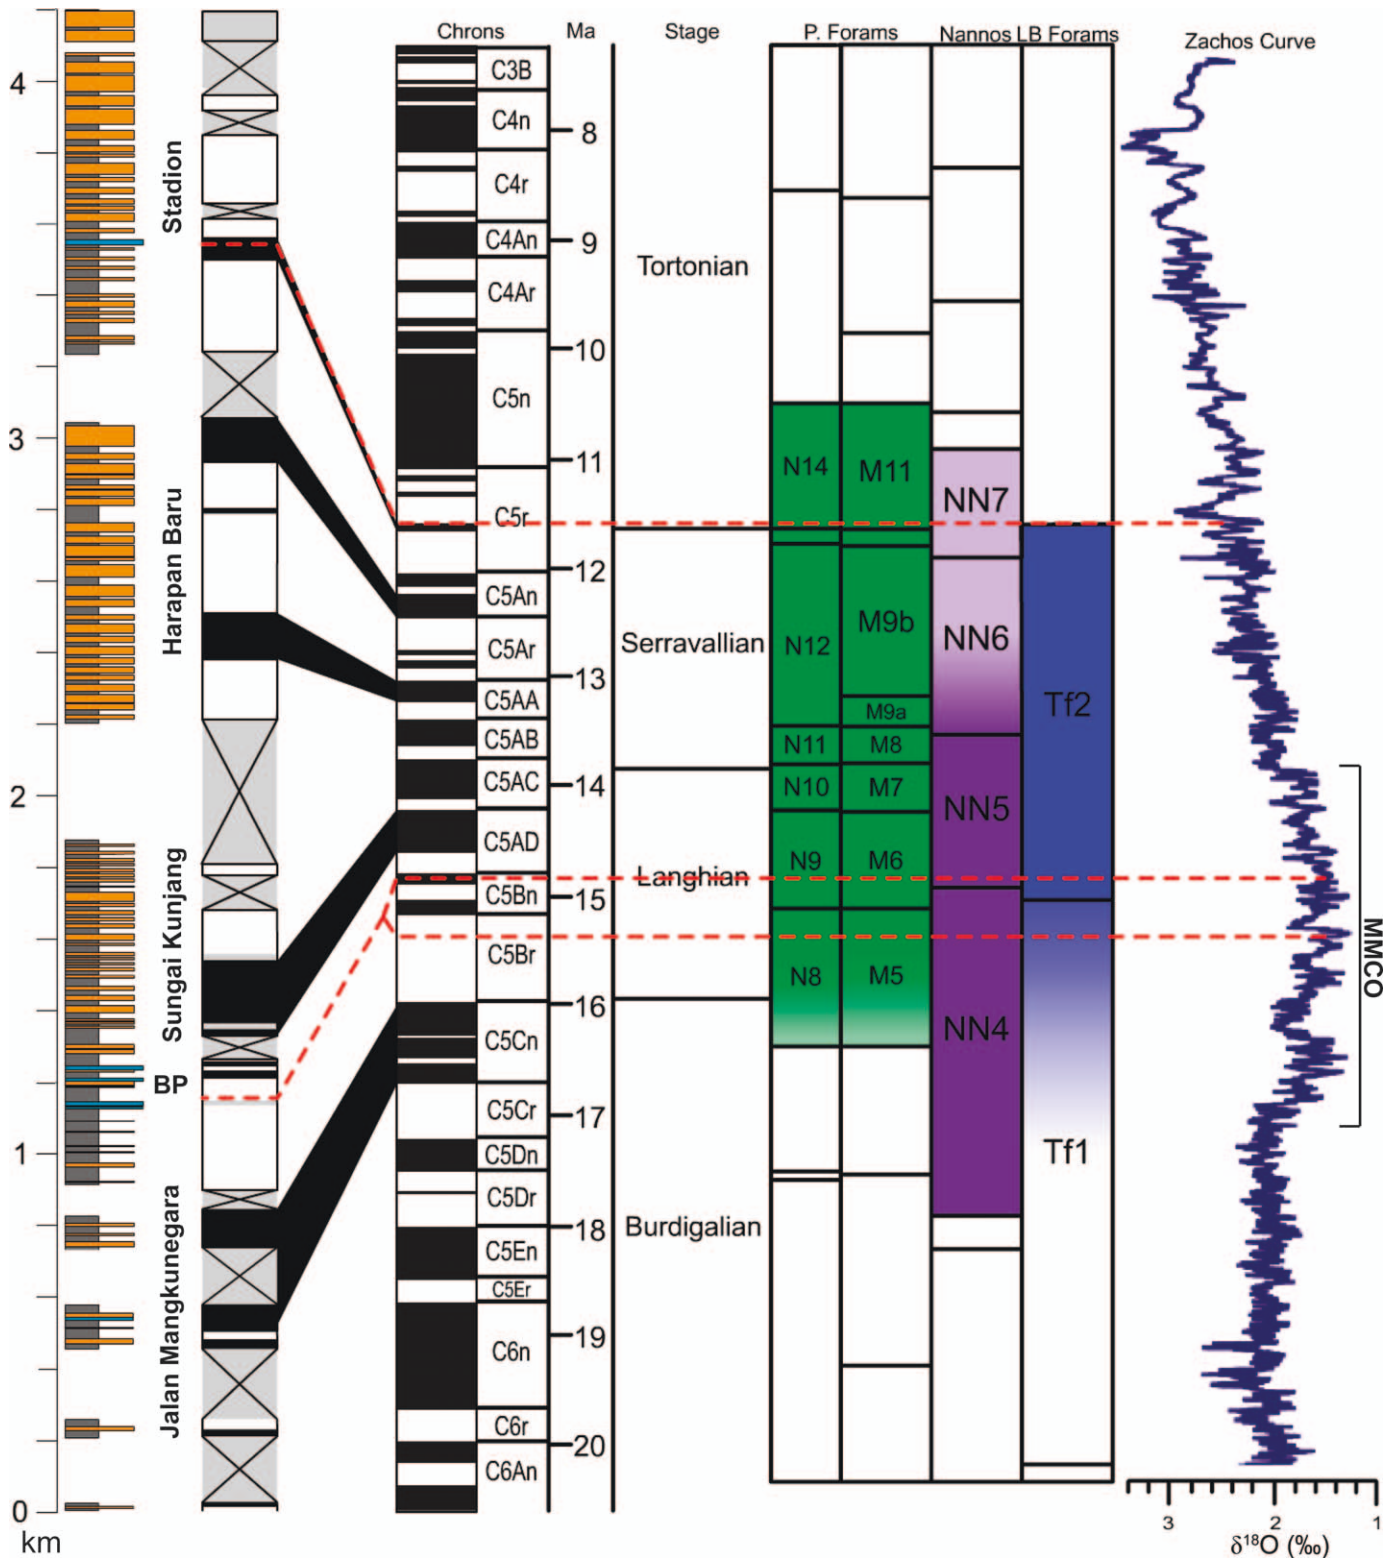 Chrons
Ma
Stage
P. Forams
Nannos
LB Forams
Zachos Curve
4
3
2
1
0
km
Stadion
Harapan Baru
Sungai Kunjang
BP
Jalan Mangkunegara
C3B
C4n
C4r
C4An
C4Ar
C5n
C5r
C5An
C5Ar
C5AA
C5AB
C5AC
C5AD
C5Bn
C5Br
C5Cn
C5Cr
C5Dn
C5Dr
C5En
C5Er
C6n
C6r
C6An
8
9
10
11
12
13
14
15
16
17
18
19
20
Tortonian
Serravallian
Langhian
Burdigalian
N14
N12
N11
N10
N9
N8
M11
M9b
M9a
M8
M7
M6
M5
NN7
NN6
NN5
NN4
Tf2
Tf1
MMCO
3 2 1
δ¹⁸O (‰)